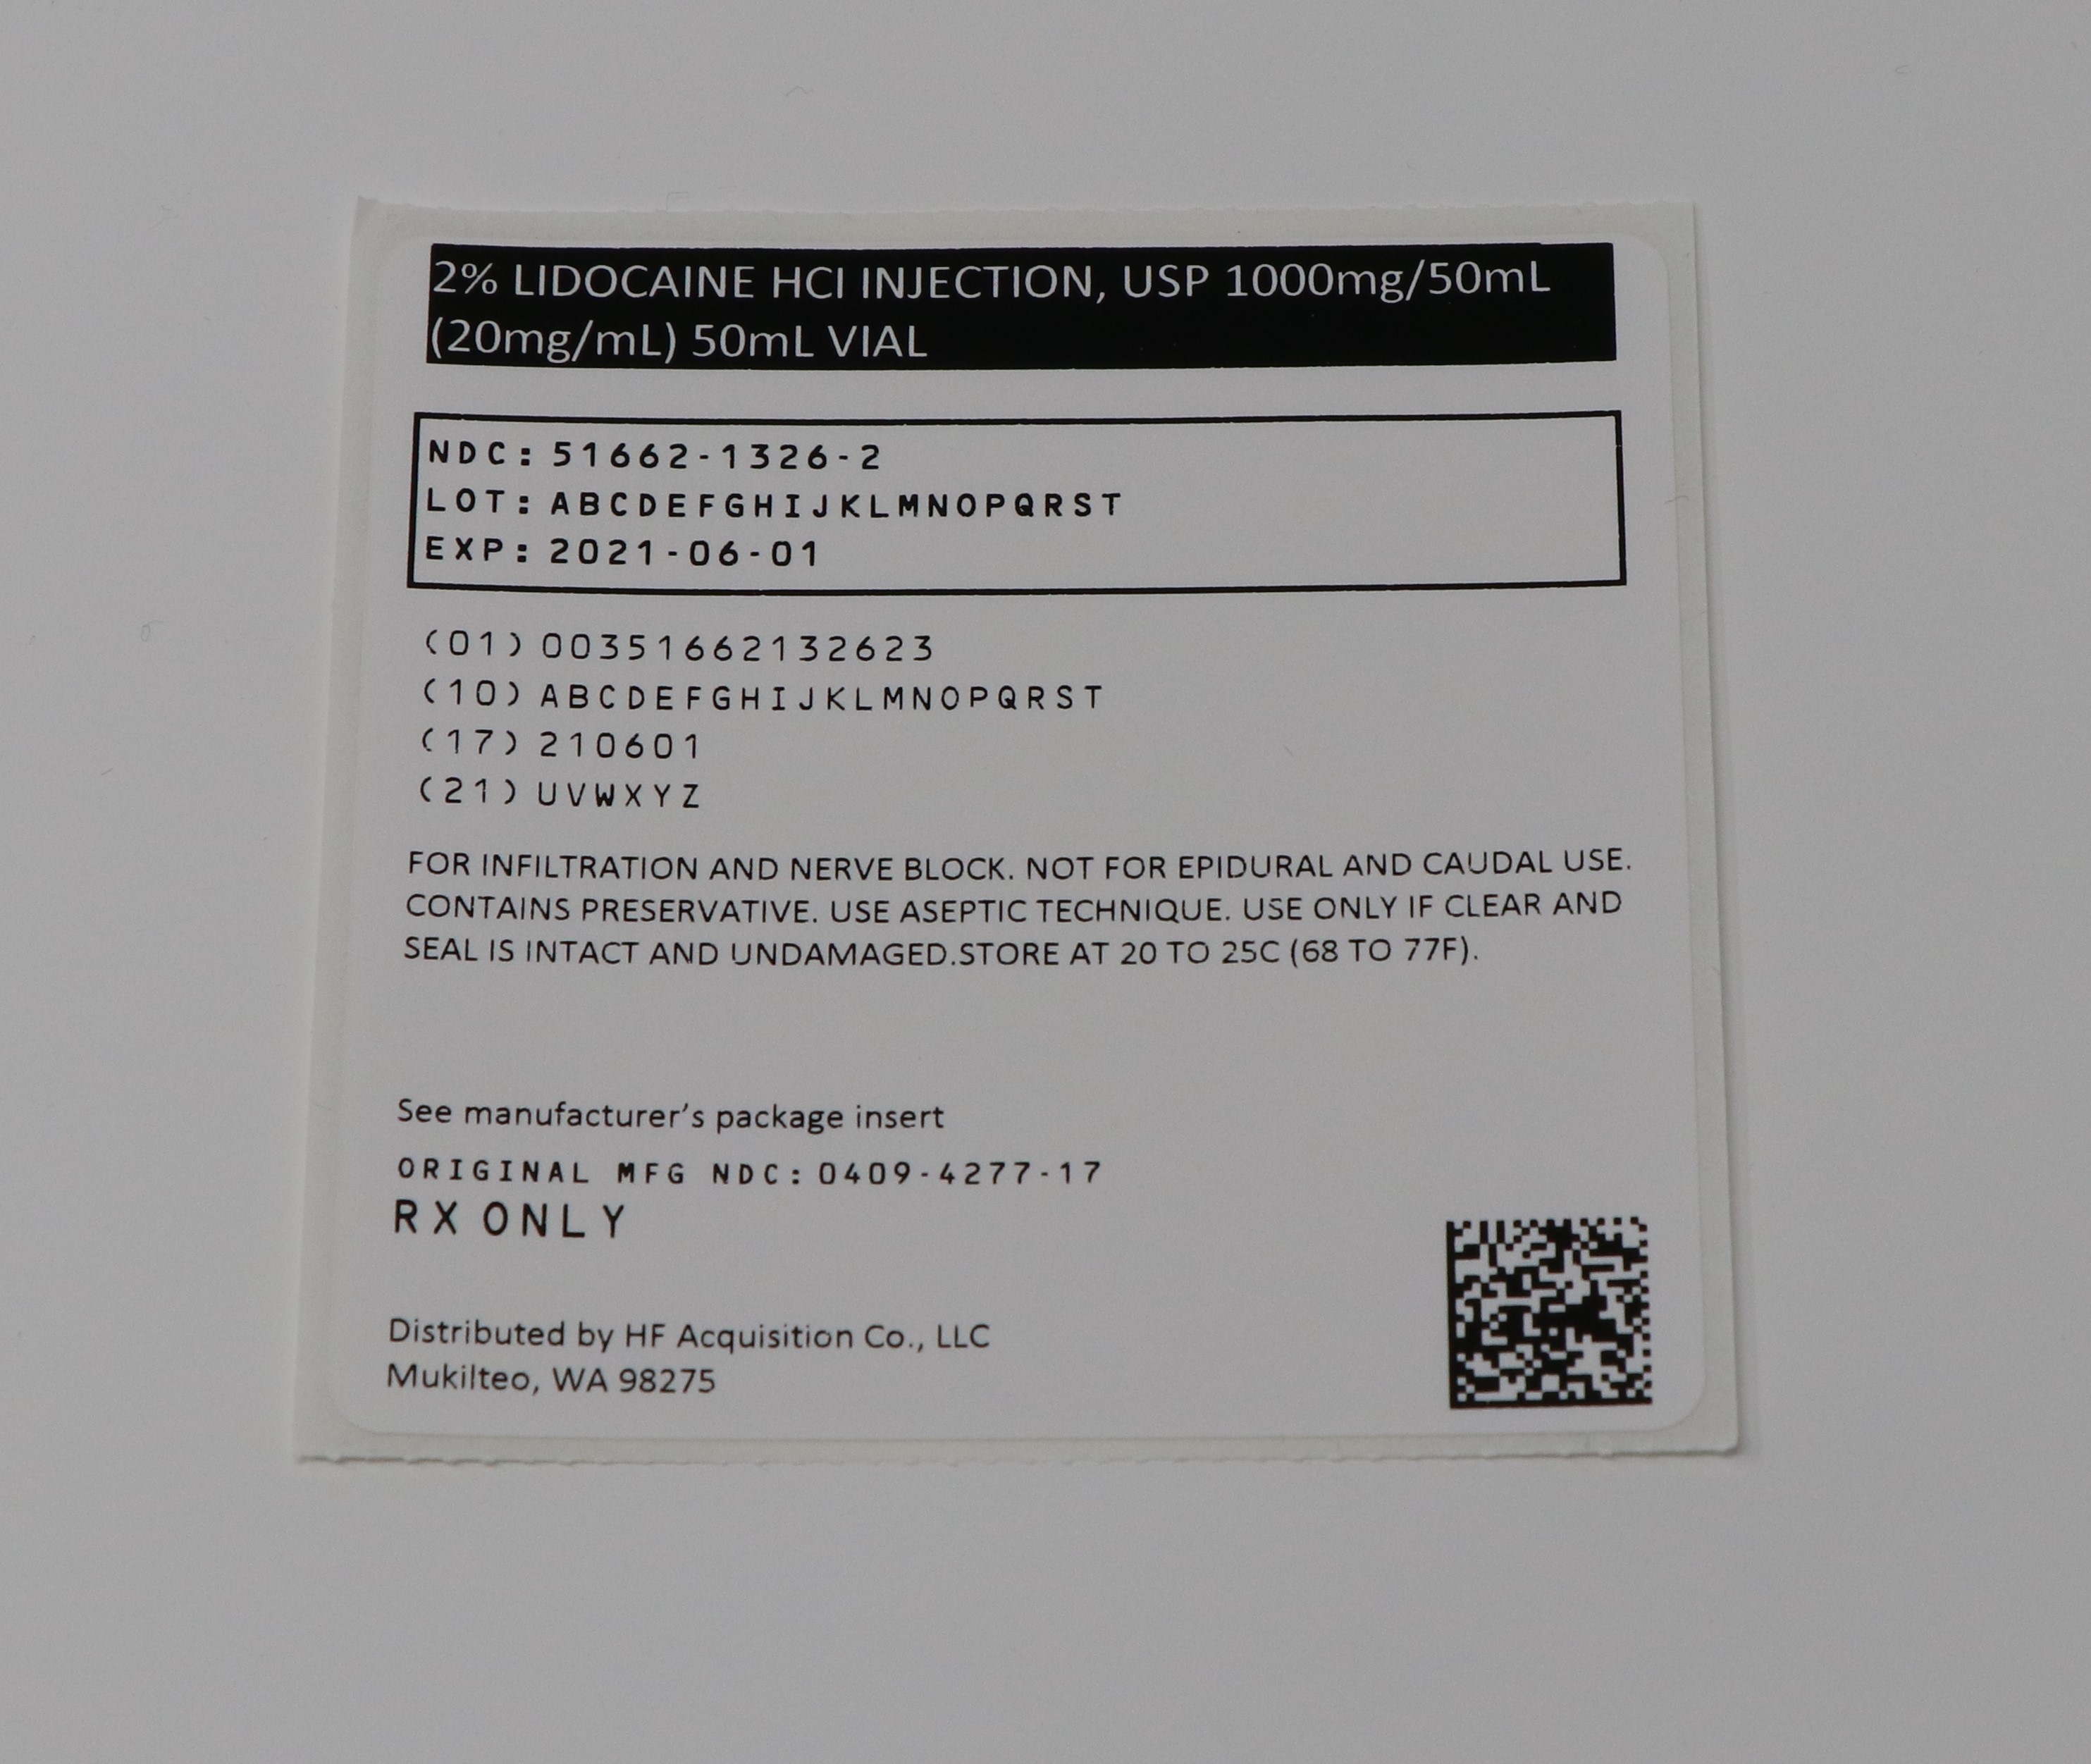 2% LIDOCAINE HCl INJECTION, USP 1000mg/50mL
(20mg/mL) 50mL VIAL
NDC: 51662-1326-2
LOT: ABCDEFGHIJKLMNOPQRST
EXP: 2021-06-01
(01) 00351662132623
(10) ABCDEFGHIJKLMNOPQRST
(17) 210601
(21) UVWXYZ
FOR INFILTRATION AND NERVE BLOCK. NOT FOR EPIDURAL AND CAUDAL USE.
CONTAINS PRESERVATIVE. USE ASEPTIC TECHNIQUE. USE ONLY IF CLEAR AND
SEAL IS INTACT AND UNDAMAGED.STORE AT 20 TO 25C (68 TO 77F).
See manufacturer's package insert
ORIGINAL MFG NDC: 0409-4277-17
RX ONLY
Distributed by HF Acquisition Co., LLC
Mukilteo, WA 98275